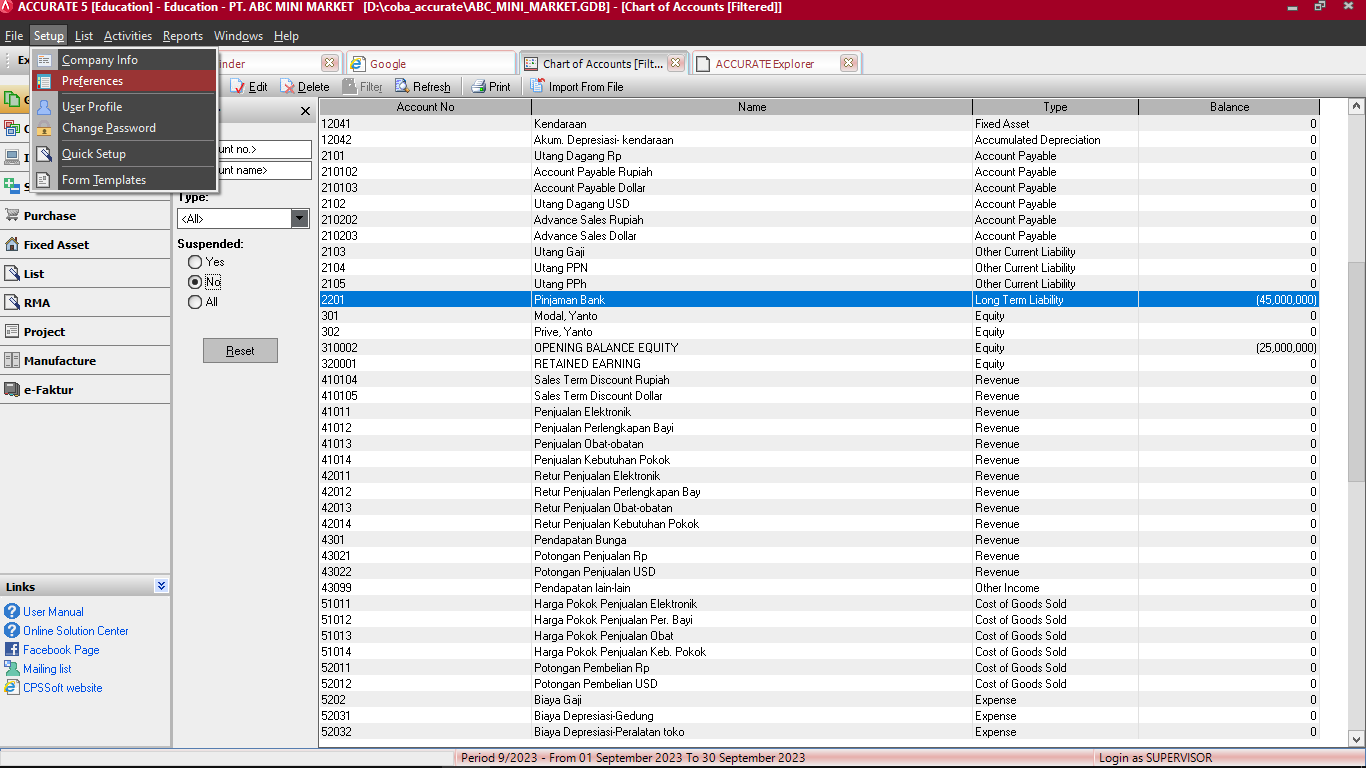 ACCURATE 5 [Education] - Education - PT. ABC MINI MARKET [D:\coba_accurate\ABC_MINI_MARKET.GDB] - [Chart of Accounts [Filtered]]
File Setup List Activities Reports Windows Help
Company Info
Preferences
User Profile
Change Password
Quick Setup
Form Templates
Ex
inder
Google
Chart of Accounts [Filt...
ACCURATE Explorer
Edit Delete Filter Refresh Print Import From File
unt no.>
unt name>
Type:
<All>
Suspended:
Yes
No
All
Reset
Purchase
Fixed Asset
List
RMA
Project
Manufacture
e-Faktur
Links
User Manual
Online Solution Center
Facebook Page
Mailing list
CPSSoft website
Account No Name Type Balance
12041 Kendaraan Fixed Asset 0
12042 Akum. Depresiasi- kendaraan Accumulated Depreciation 0
2101 Utang Dagang Rp Account Payable 0
210102 Account Payable Rupiah Account Payable 0
210103 Account Payable Dollar Account Payable 0
2102 Utang Dagang USD Account Payable 0
210202 Advance Sales Rupiah Account Payable 0
210203 Advance Sales Dollar Account Payable 0
2103 Utang Gaji Other Current Liability 0
2104 Utang PPN Other Current Liability 0
2105 Utang PPh Other Current Liability 0
2201 Pinjaman Bank Long Term Liability (45,000,000)
301 Modal, Yanto Equity 0
302 Prive, Yanto Equity 0
310002 OPENING BALANCE EQUITY Equity (25,000,000)
320001 RETAINED EARNING Equity 0
410104 Sales Term Discount Rupiah Revenue 0
410105 Sales Term Discount Dollar Revenue 0
41011 Penjualan Elektronik Revenue 0
41012 Penjualan Perlengkapan Bayi Revenue 0
41013 Penjualan Obat-obatan Revenue 0
41014 Penjualan Kebutuhan Pokok Revenue 0
42011 Retur Penjualan Elektronik Revenue 0
42012 Retur Penjualan Perlengkapan Bay Revenue 0
42013 Retur Penjualan Obat-obatan Revenue 0
42014 Retur Penjualan Kebutuhan Pokok Revenue 0
4301 Pendapatan Bunga Revenue 0
43021 Potongan Penjualan Rp Revenue 0
43022 Potongan Penjualan USD Revenue 0
43099 Pendapatan lain-lain Other Income 0
51011 Harga Pokok Penjualan Elektronik Cost of Goods Sold 0
51012 Harga Pokok Penjualan Per. Bayi Cost of Goods Sold 0
51013 Harga Pokok Penjualan Obat Cost of Goods Sold 0
51014 Harga Pokok Penjualan Keb. Pokok Cost of Goods Sold 0
52011 Potongan Pembelian Rp Cost of Goods Sold 0
52012 Potongan Pembelian USD Cost of Goods Sold 0
5202 Biaya Gaji Expense 0
52031 Biaya Depresiasi-Gedung Expense 0
52032 Biaya Depresiasi-Peralatan toko Expense 0
Period 9/2023 - From 01 September 2023 To 30 September 2023
Login as SUPERVISOR